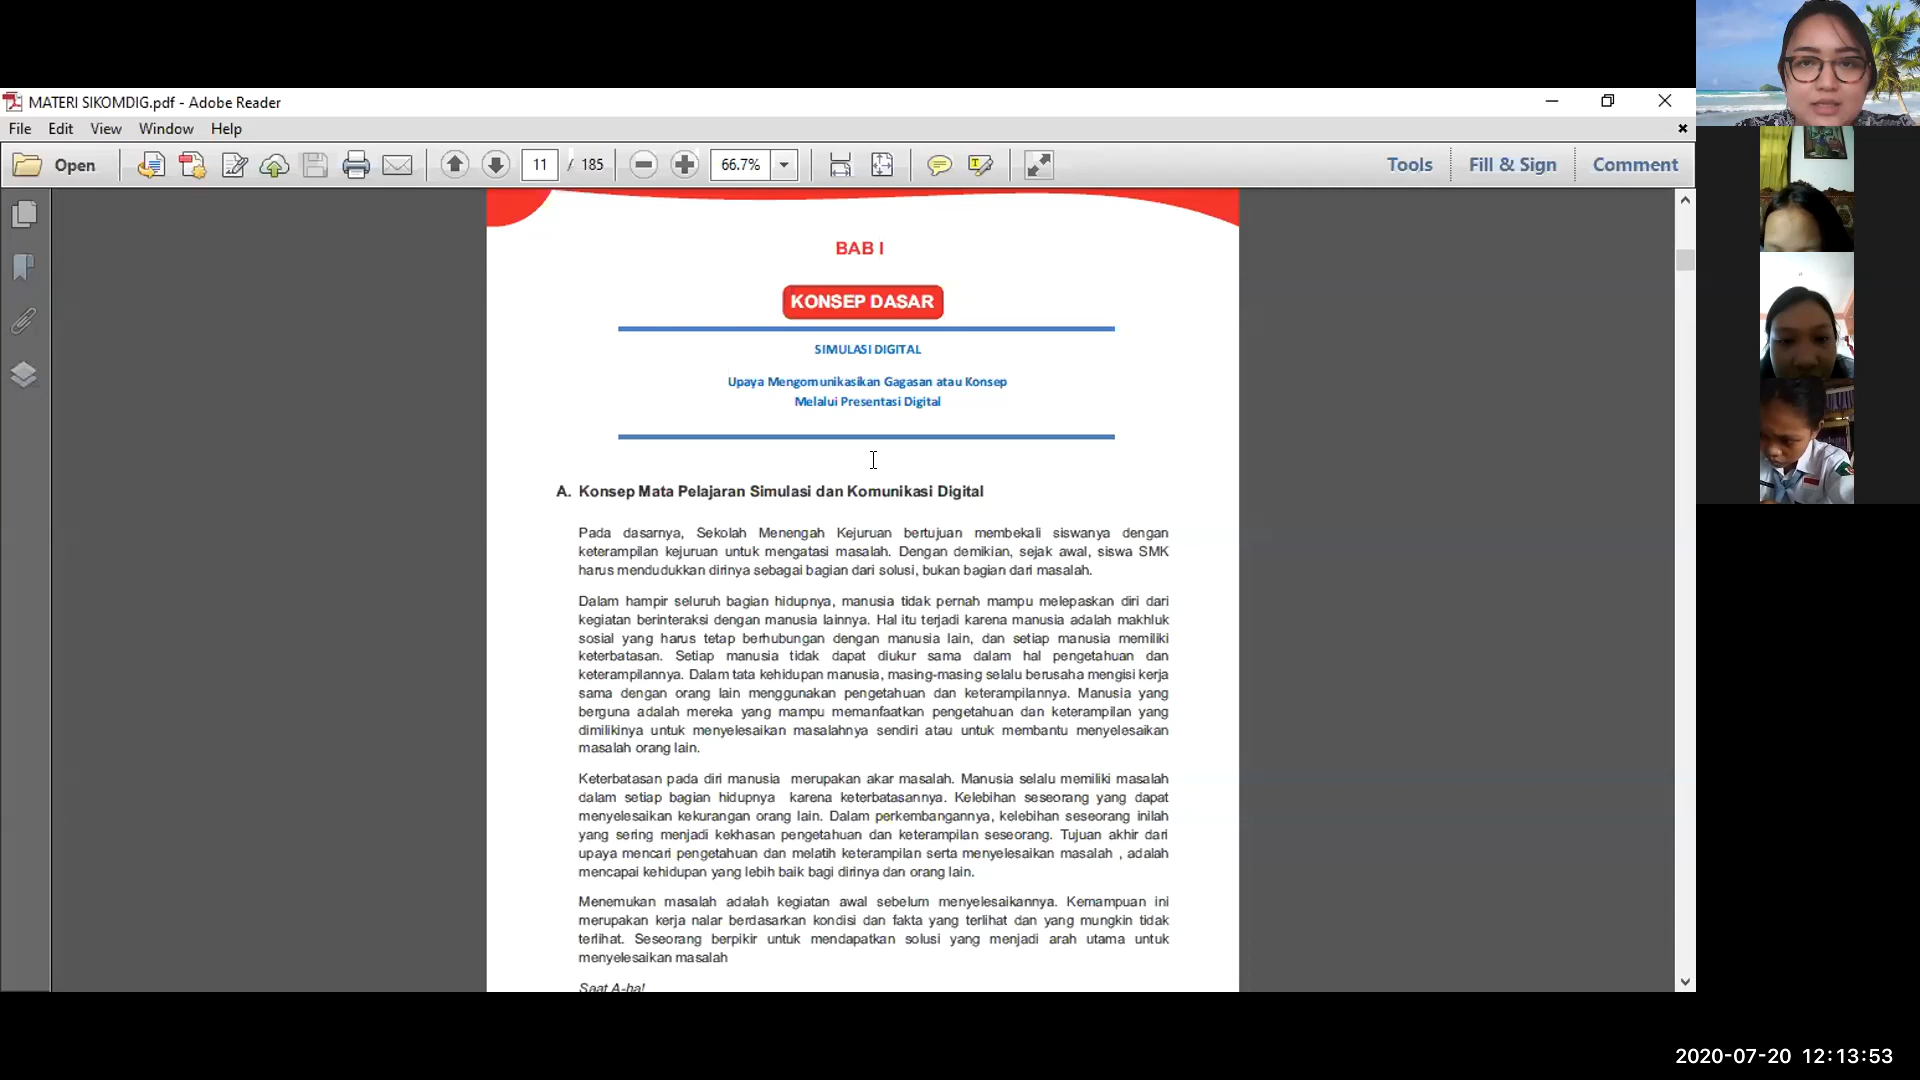 MATERI SIKOMDIG.pdf - Adobe Reader
File Edit View Window Help
Open 11 / 185 66.7% Tools Fill & Sign Comment
BAB I
KONSEP DASAR
SIMULASI DIGITAL
Upaya Mengomunikasikan Gagasan atau Konsep
Melalui Presentasi Digital
A. Konsep Mata Pelajaran Simulasi dan Komunikasi Digital
Pada dasarnya, Sekolah Menengah Kejuruan bertujuan membekali siswanya dengan
keterampilan kejuruan untuk mengatasi masalah. Dengan demikian, sejak awal, siswa SMK
harus mendudukkan dirinya sebagai bagian dari solusi, bukan bagian dari masalah.
Dalam hampir seluruh bagian hidupnya, manusia tidak pernah mampu melepaskan diri dari
kegiatan berinteraksi dengan manusia lainnya. Hal itu terjadi karena manusia adalah makhluk
sosial yang harus tetap berhubungan dengan manusia lain, dan setiap manusia memiliki
keterbatasan. Setiap manusia tidak dapat diukur sama dalam hal pengetahuan dan
keterampilannya. Dalam tata kehidupan manusia, masing-masing selalu berusaha mengisi kerja
sama dengan orang lain menggunakan pengetahuan dan keterampilannya. Manusia yang
berguna adalah mereka yang mampu memanfaatkan pengetahuan dan keterampilan yang
dimilikinya untuk menyelesaikan masalahnya sendiri atau untuk membantu menyelesaikan
masalah orang lain.
Keterbatasan pada diri manusia merupakan akar masalah. Manusia selalu memiliki masalah
dalam setiap bagian hidupnya karena keterbatasannya. Kelebihan seseorang yang dapat
menyelesaikan kekurangan orang lain. Dalam perkembangannya, kelebihan seseorang inilah
yang sering menjadi kekhasan pengetahuan dan keterampilan seseorang. Tujuan akhir dari
upaya mencari pengetahuan dan melatih keterampilan serta menyelesaikan masalah , adalah
mencapai kehidupan yang lebih baik bagi dirinya dan orang lain.
Menemukan masalah adalah kegiatan awal sebelum menyelesaikannya. Kemampuan ini
merupakan kerja nalar berdasarkan kondisi dan fakta yang terlihat dan yang mungkin tidak
terlihat. Seseorang berpikir untuk mendapatkan solusi yang menjadi arah utama untuk
menyelesaikan masalah
Saat A-ha!
2020-07-20 12:13:53